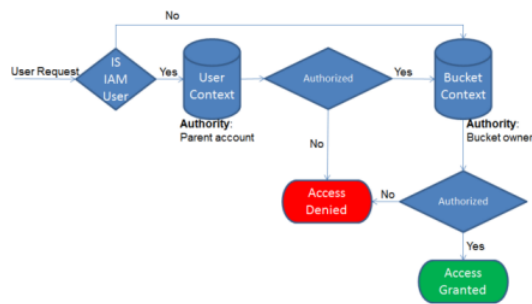 No
User Request
IS
IAM
User
Yes
User
Context
Authorized
Yes
Bucket
Context
Authority:
Parent account
Authority:
Bucket owner
No
Access
Denied
No
Authorized
Yes
Access
Granted